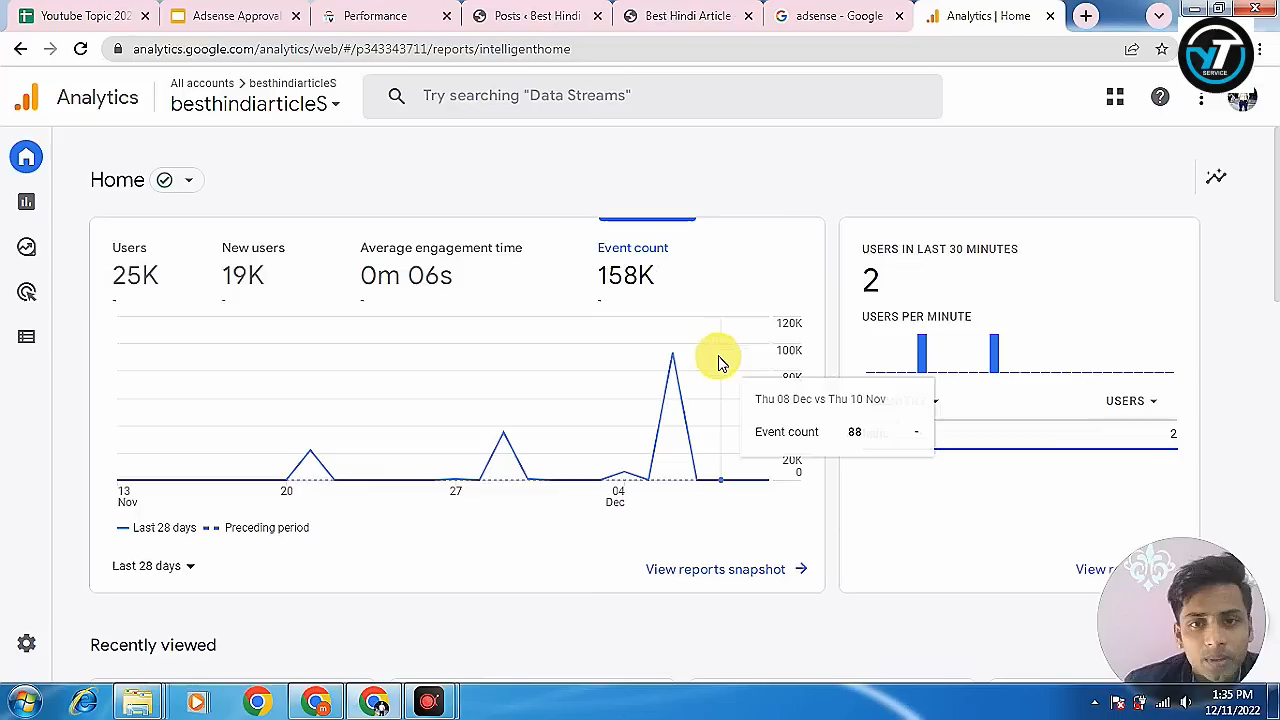 Youtube Topic 202
Adsense Approval
Performance
Posts - Best Hindi
Best Hindi Article
adsense - Google
Analytics | Home
analytics.google.com/analytics/web/#/p343343711/reports/intelligenthome
YT
SERVICE
Analytics
All accounts > besthindiarticleS
besthindiarticleS
Try searching "Data Streams"
Home
Users
25K
-
New users
19K
-
Average engagement time
0m 06s
-
Event count
158K
-
120K
100K
80K
20K
0
13
Nov
20
27
04
Dec
Thu 08 Dec vs Thu 10 Nov
Event count 88 -
Last 28 days
Preceding period
Last 28 days
View reports snapshot
USERS IN LAST 30 MINUTES
2
USERS PER MINUTE
USERS
2
Recently viewed
1:35 PM
12/11/2022